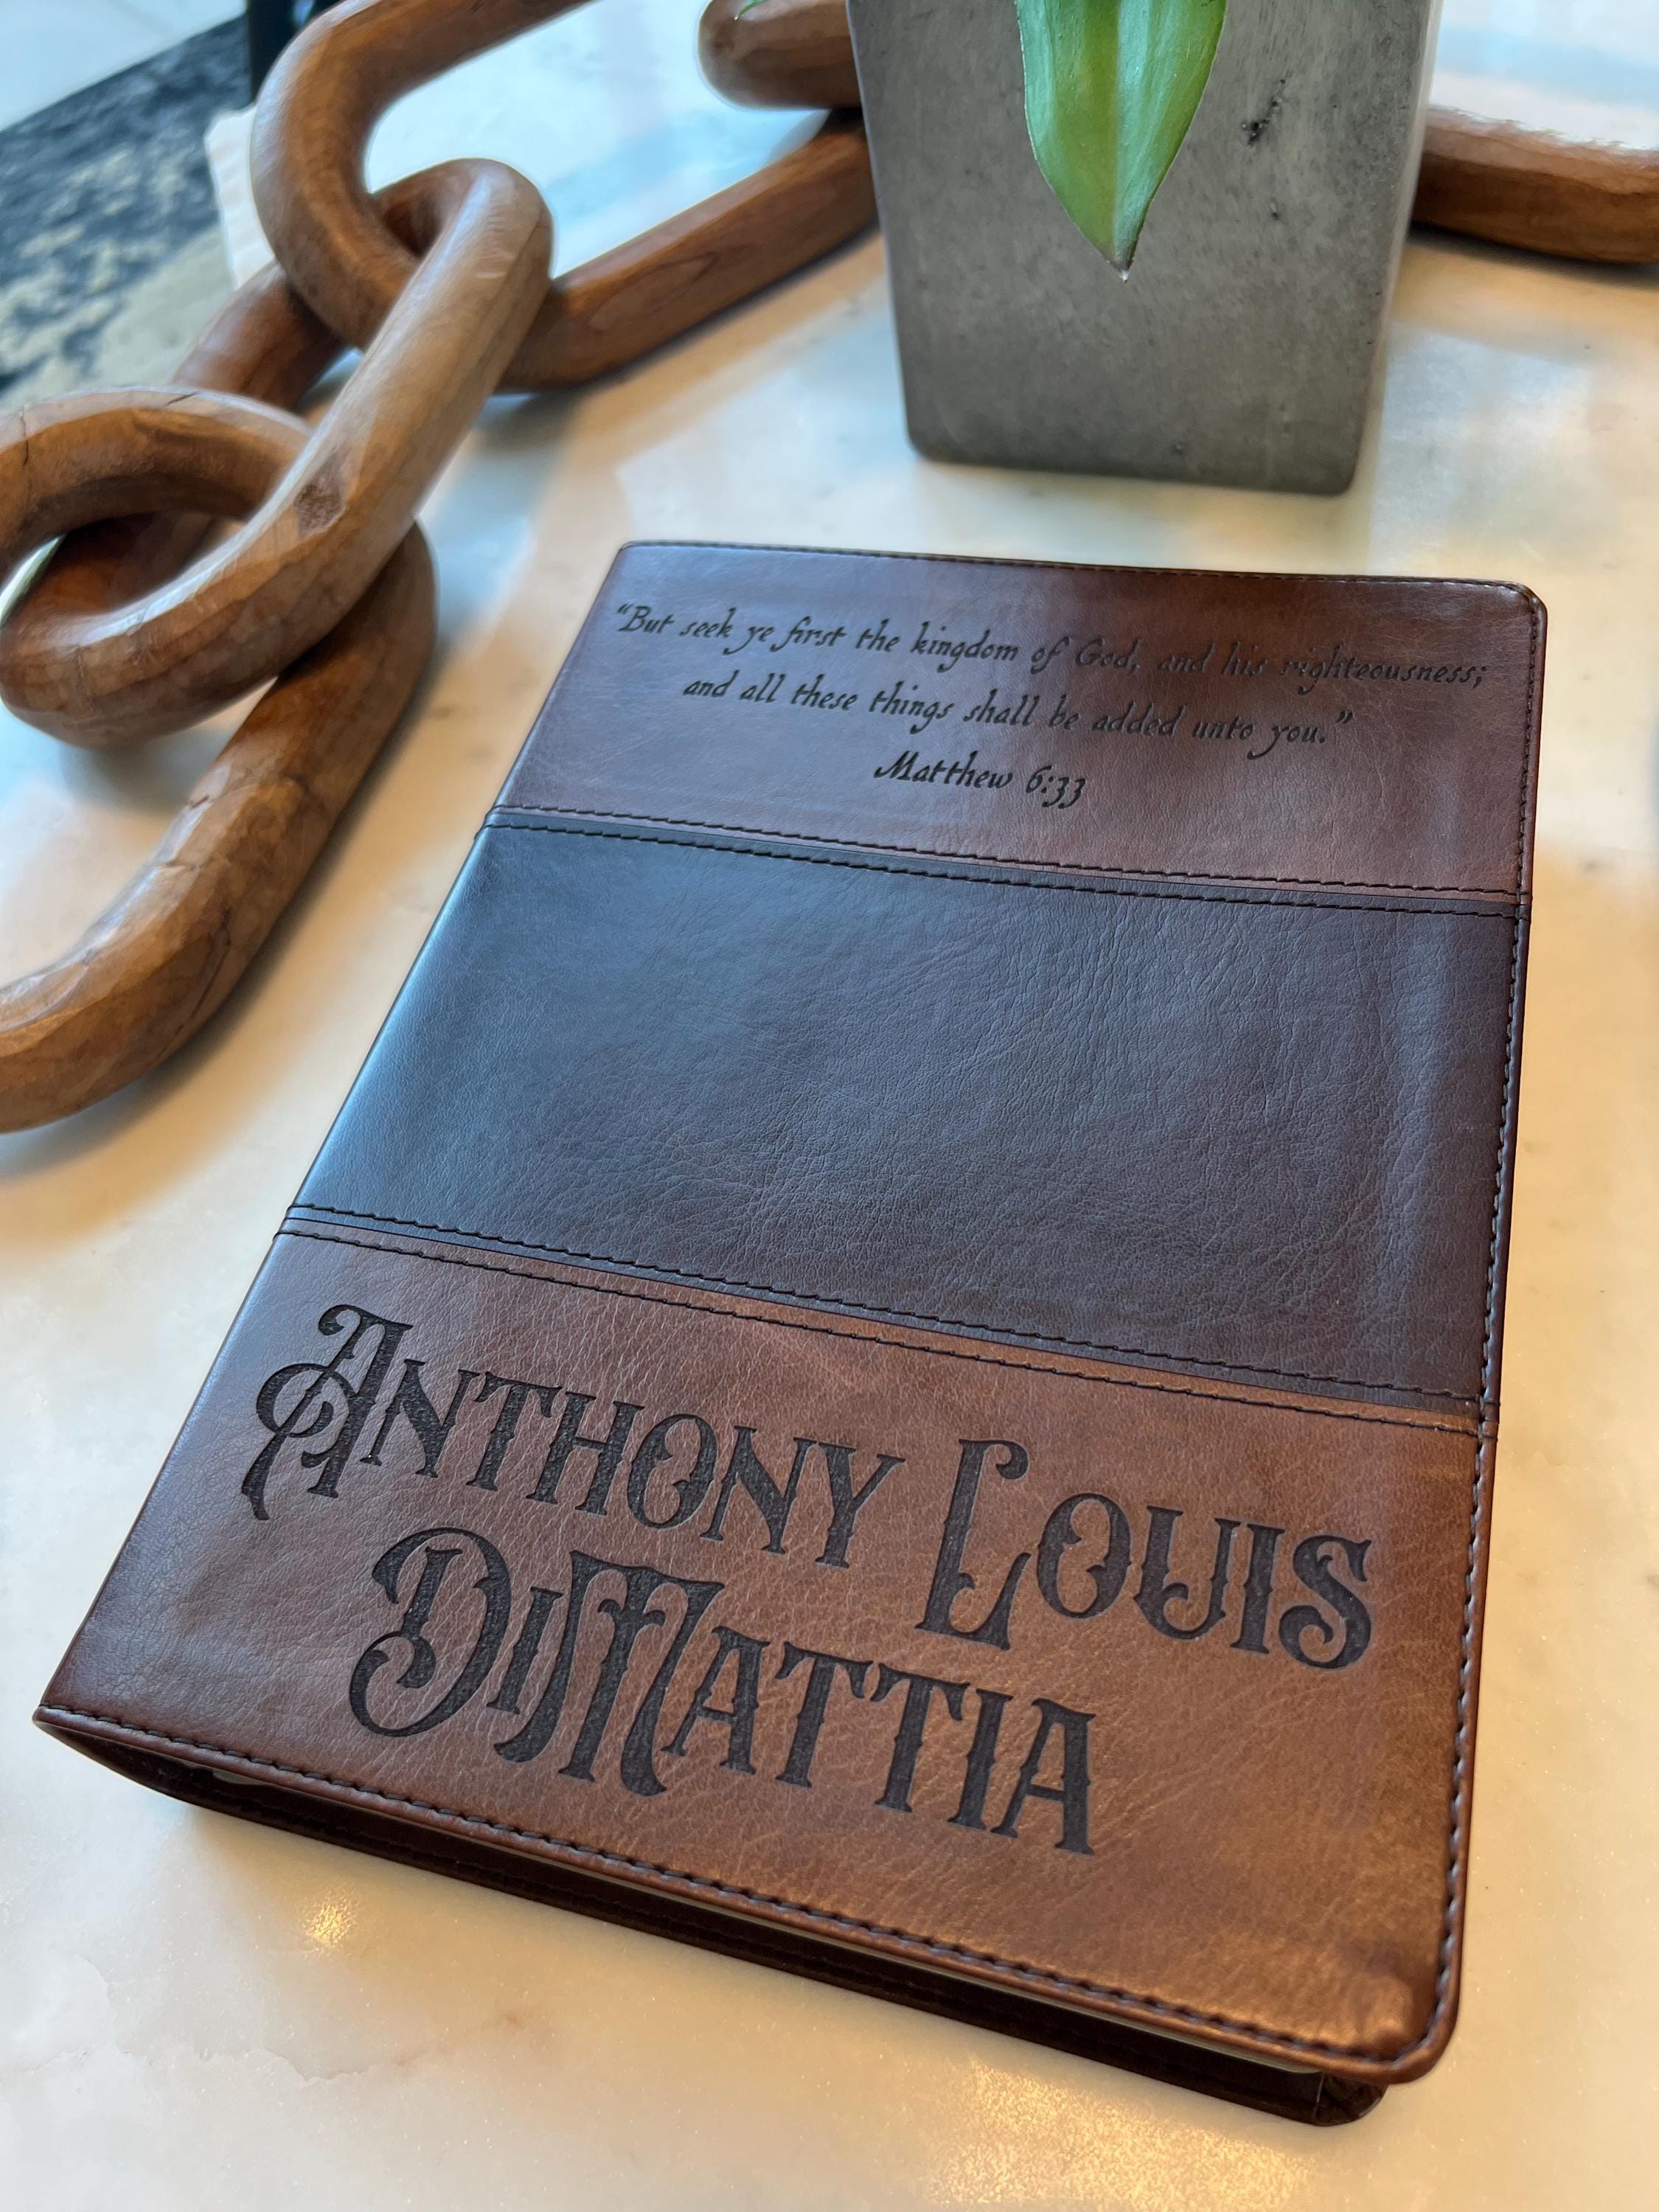 “But seek ye first the kingdom of God, and his righteousness;
and all these things shall be added unto you.”
Matthew 6:33
Anthony Louis
DiMattia